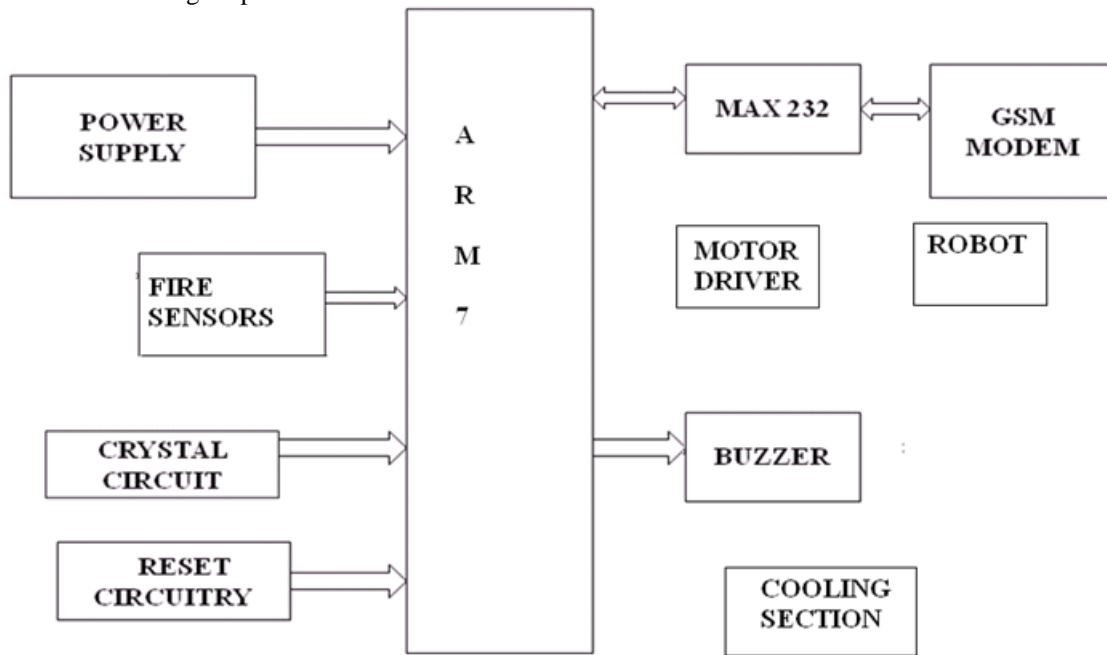 POWER
SUPPLY
FIRE
SENSORS
CRYSTAL
CIRCUIT
RESET
CIRCUITRY
A
R
M
7
MAX 232
GSM
MODEM
MOTOR
DRIVER
ROBOT
BUZZER
COOLING
SECTION